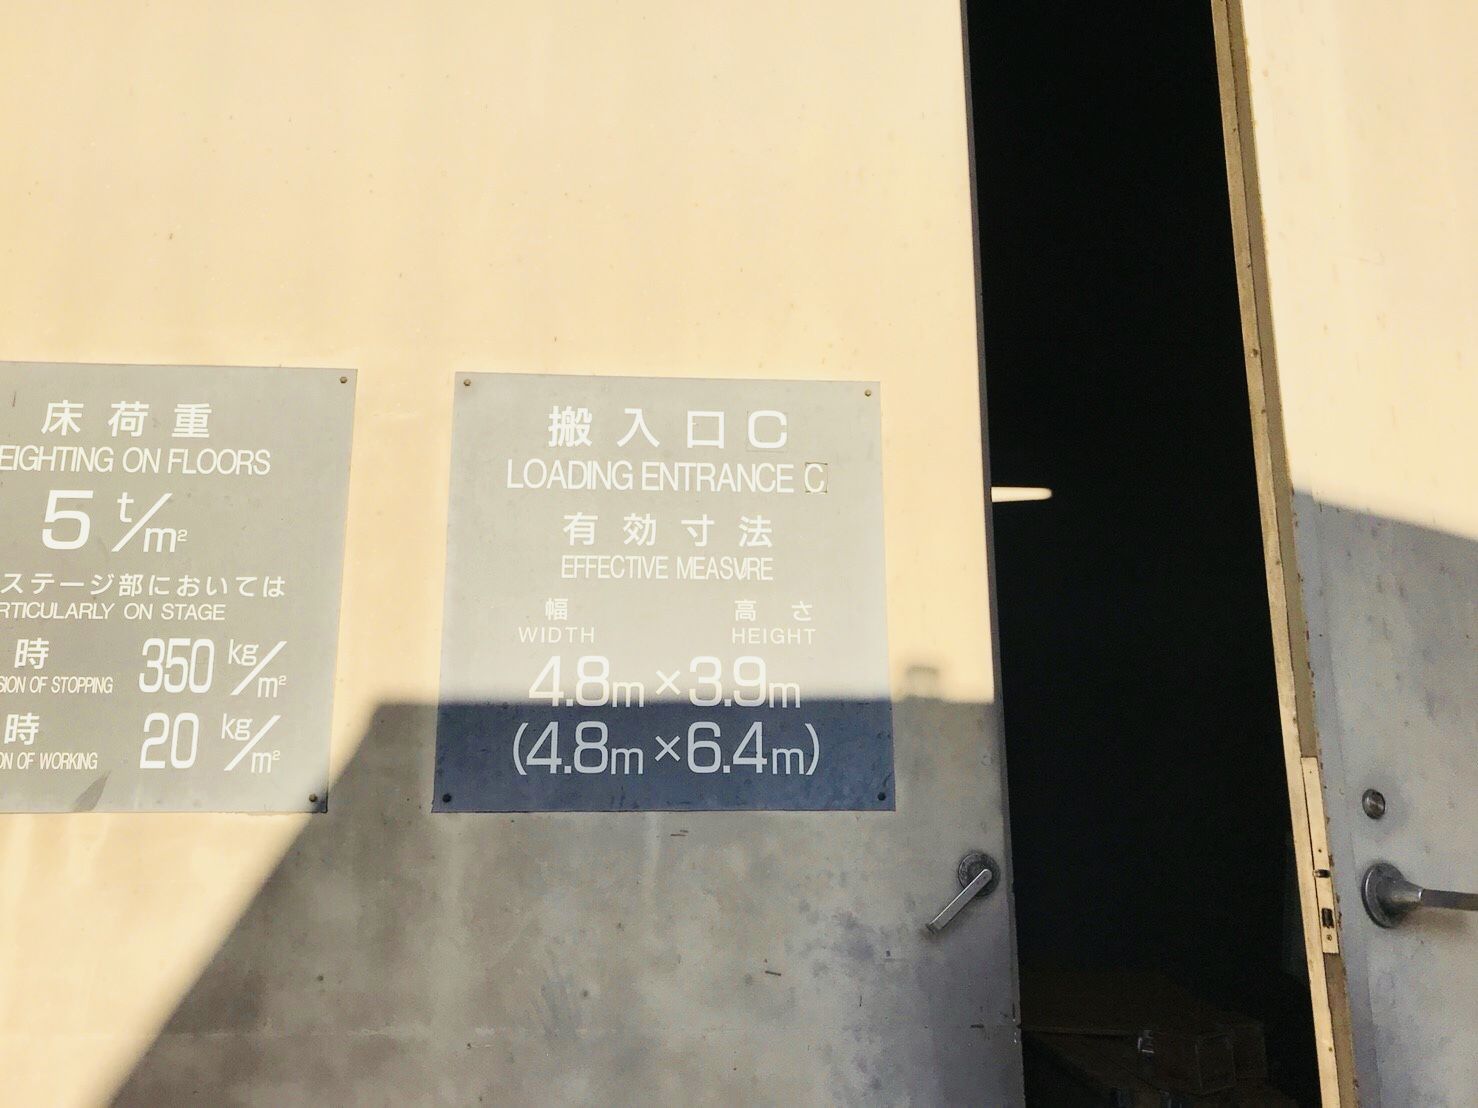 床荷重
EIGHTING ON FLOORS
5 t/m²
ステージ部においては
RTICULARLY ON STAGE
時 350 kg/m²
SION OF STOPPING
時 20 kg/m²
ON OF WORKING
搬入口C
LOADING ENTRANCE C
有効寸法
EFFECTIVE MEASVRE
幅 高さ
WIDTH HEIGHT
4.8m×3.9m
(4.8m×6.4m)